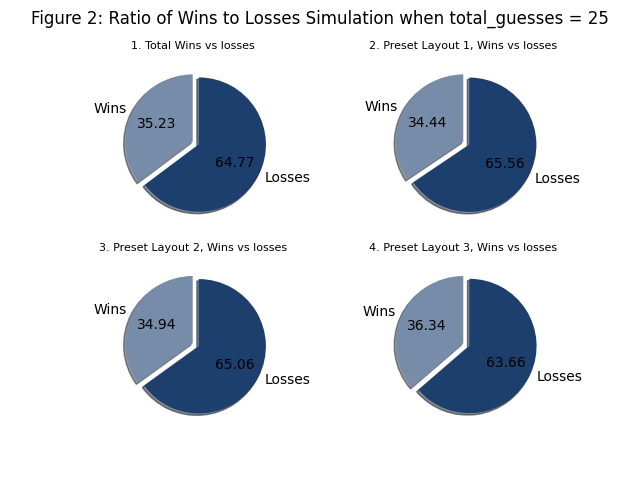 Figure 2: Ratio of Wins to Losses Simulation when total_guesses = 25
1. Total Wins vs losses
Wins
35.23
64.77
Losses
2. Preset Layout 1, Wins vs losses
Wins
34.44
65.56
Losses
3. Preset Layout 2, Wins vs losses
Wins
34.94
65.06
Losses
4. Preset Layout 3, Wins vs losses
Wins
36.34
63.66
Losses